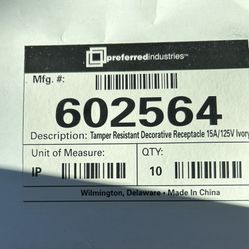 preferredindustries™
Mfg. #:
602564
Description: Tamper Resistant Decorative Receptacle 15A/125V Ivory
Unit of Measure: QTY:
IP 10
Wilmington, Delaware • Made In China